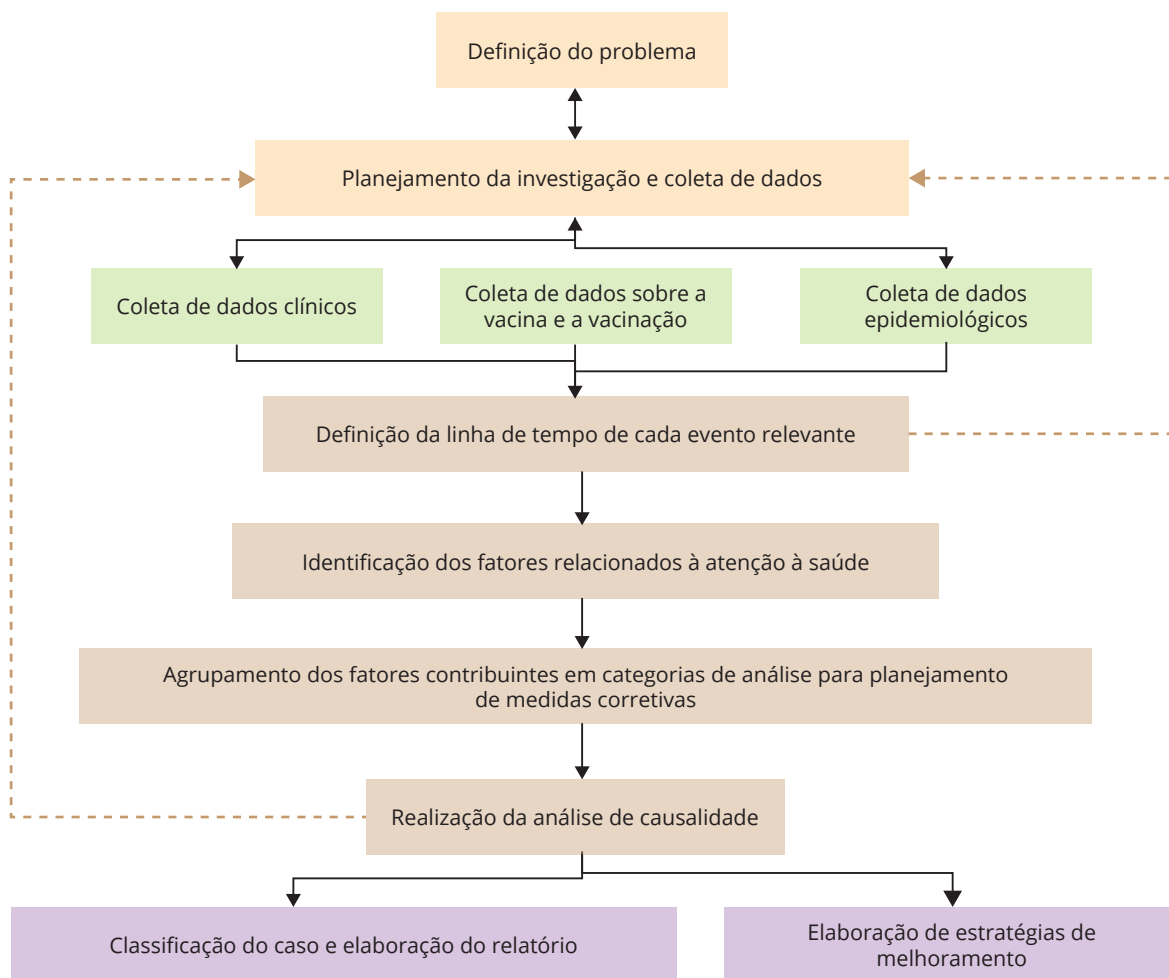 Definição do problema
Planejamento da investigação e coleta de dados
Coleta de dados clínicos
Coleta de dados sobre a
vacina e a vacinação
Coleta de dados
epidemiológicos
Definição da linha de tempo de cada evento relevante
Identificação dos fatores relacionados à atenção à saúde
Agrupamento dos fatores contribuintes em categorias de análise para planejamento
de medidas corretivas
Realização da análise de causalidade
Classificação do caso e elaboração do relatório
Elaboração de estratégias de
melhoramento